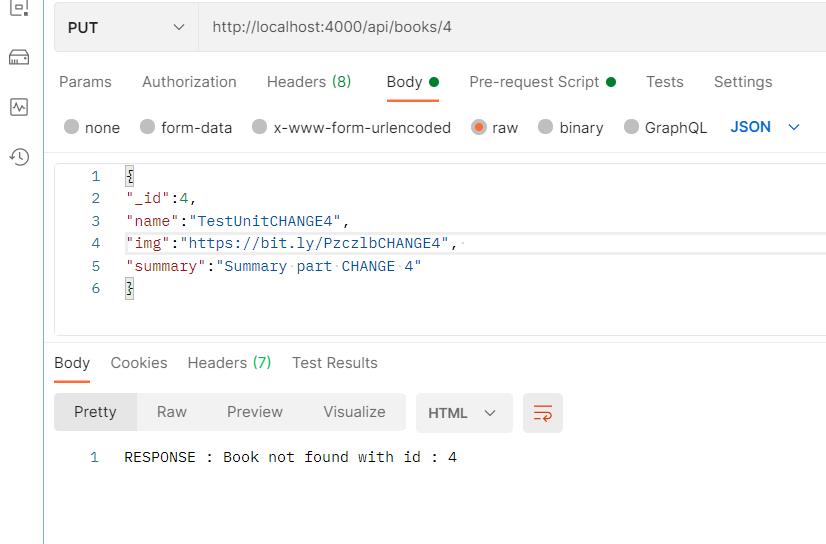 PUT http://localhost:4000/api/books/4
Params Authorization Headers (8) Body Pre-request Script Tests Settings
none form-data x-www-form-urlencoded raw binary GraphQL JSON
1 {
2 "_id":4,
3 "name":"TestUnitCHANGE4",
4 "img":"https://bit.ly/PzczlbCHANGE4",
5 "summary":"Summary part CHANGE 4"
6 }
Body Cookies Headers (7) Test Results
Pretty Raw Preview Visualize HTML
1 RESPONSE : Book not found with id : 4